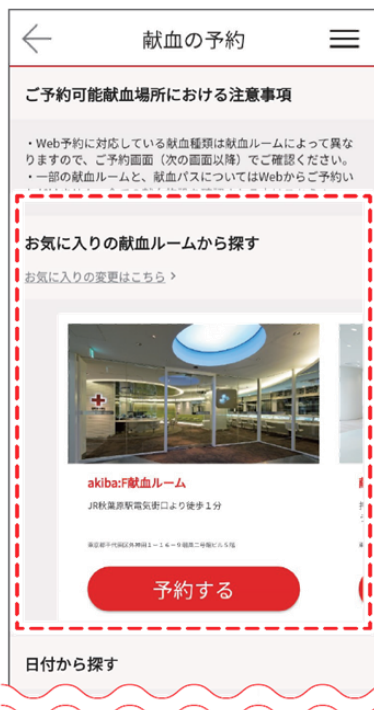 献血の予約
ご予約可能献血場所における注意事項
・Web予約に対応している献血種類は献血ルームによって異な
りますので、ご予約画面（次の画面以降）でご確認ください。
・一部の献血ルームと、献血バスについてはWebからご予約い
お気に入りの献血ルームから探す
お気に入りの変更はこちら
akiba:F献血ルーム
JR秋葉原駅電気街口より徒歩１分
予約する
日付から探す